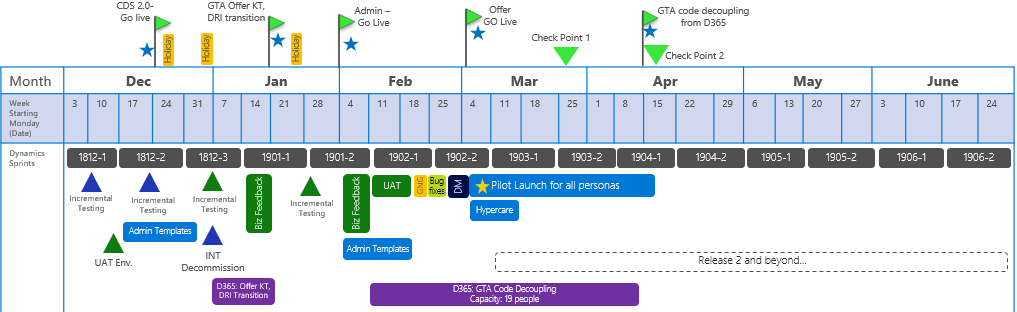 CDS 2.0-
Go live
GTA Offer KT,
DRI transition
Admin –
Go Live
Offer
GO Live
GTA code decoupling
from D365
Check Point 1
Check Point 2
Holiday
Holiday
Holiday
Month
Dec
Jan
Feb
Mar
Apr
May
June
Week
Starting
Monday
(Date)
3 10 17 24 31 7 14 21 28 4 11 18 25 4 11 18 25 1 8 15 22 29 6 13 20 27 3 10 17 24
Dynamics
Sprints
1812-1 1812-2 1812-3 1901-1 1901-2 1902-1 1902-2 1903-1 1903-2 1904-1 1904-2 1905-1 1905-2 1906-1 1906-2
Incremental
Testing
Incremental
Testing
Incremental
Testing
Biz Feedback
Incremental
Testing
Biz Feedback
UAT
GNG
Bug
fixes
DM
Pilot Launch for all personas
Hypercare
Admin Templates
UAT Env.
INT
Decommission
Admin Templates
Release 2 and beyond...
D365: Offer KT,
DRI Transition
D365: GTA Code Decoupling
Capacity: 19 people